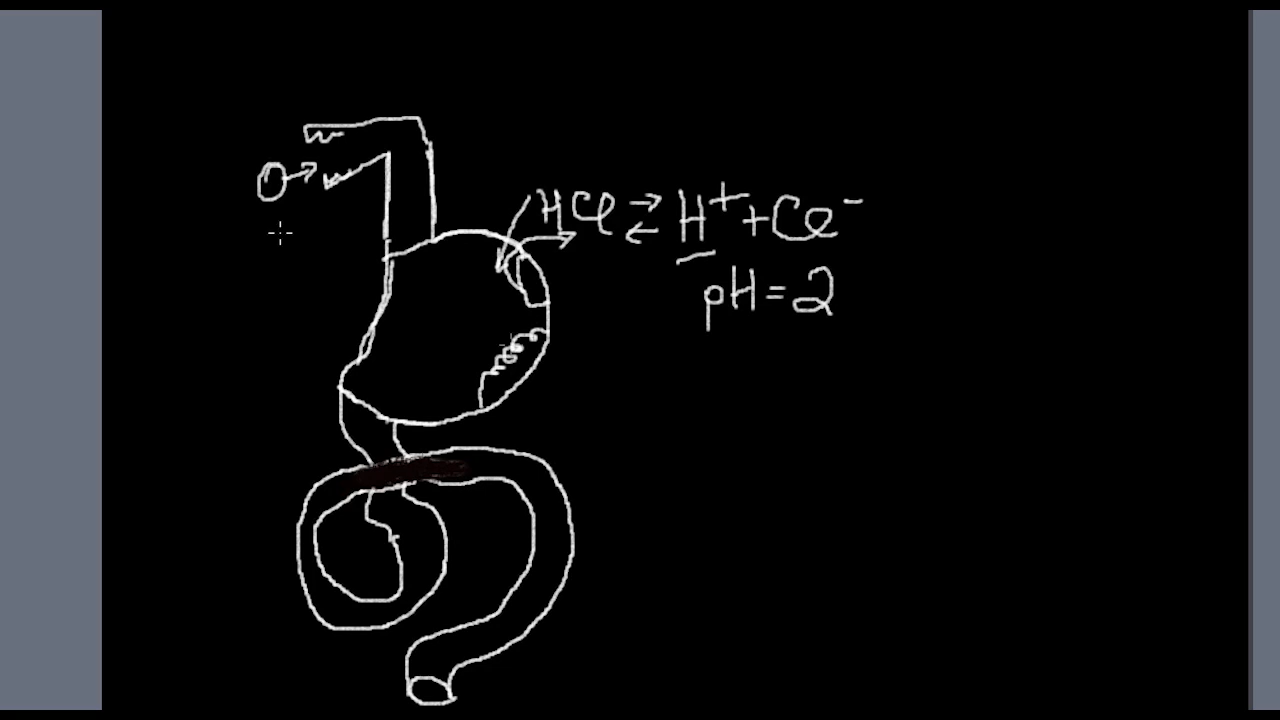 HCl ⇄ H⁺ + Cl⁻
pH = 2